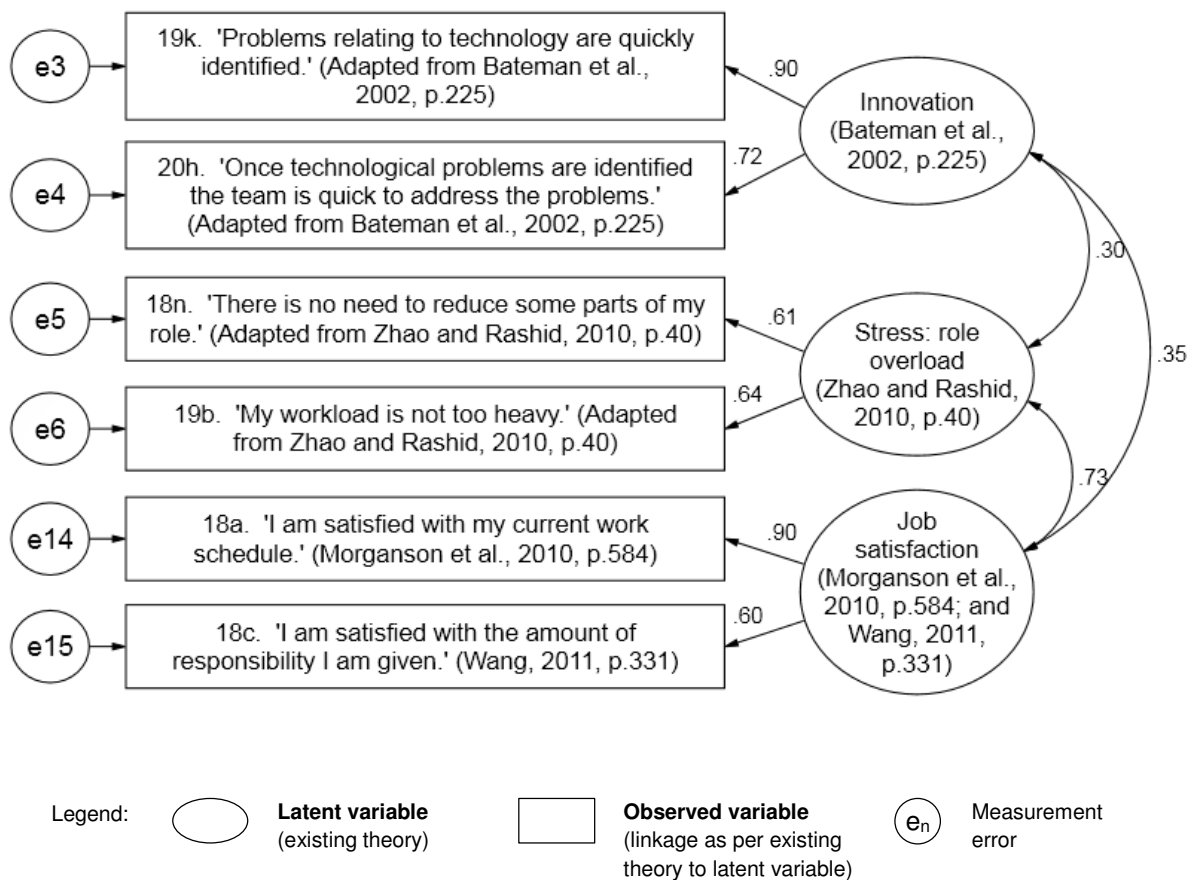 e3
19k. 'Problems relating to technology are quickly
identified.' (Adapted from Bateman et al.,
2002, p.225)
.90
Innovation
(Bateman et al.,
2002, p.225)
e4
20h. 'Once technological problems are identified
the team is quick to address the problems.'
(Adapted from Bateman et al., 2002, p.225)
.72
.30
e5
18n. 'There is no need to reduce some parts of my
role.' (Adapted from Zhao and Rashid, 2010, p.40)
.61
Stress: role
overload
(Zhao and Rashid,
2010, p.40)
.35
e6
19b. 'My workload is not too heavy.' (Adapted
from Zhao and Rashid, 2010, p.40)
.64
.73
e14
18a. 'I am satisfied with my current work
schedule.' (Morganson et al., 2010, p.584)
.90
Job
satisfaction
(Morganson et al.,
2010, p.584; and
Wang, 2011,
p.331)
e15
18c. 'I am satisfied with the amount of
responsibility I am given.' (Wang, 2011, p.331)
.60
Legend:
Latent variable
(existing theory)
Observed variable
(linkage as per existing
theory to latent variable)
en
Measurement
error